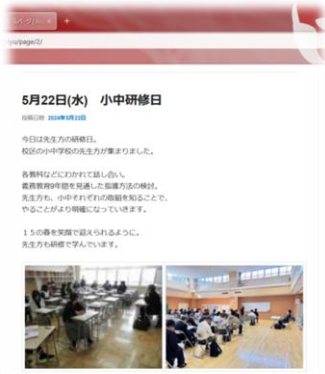 /page/2/
5月22日(水) 小中研修日
投稿日時 2024年5月22日
今日は先生方の研修日。
校区の小中学校の先生方が集まりました。
各教科などにわかれて話し合い。
義務教育9年間を見通した指導方法の検討。
先生方も、小中それぞれの取組を知ることで、
やることがより明確になっていきます。
１５の春を笑顔で迎えられるように。
先生方も研修で学んでいます。